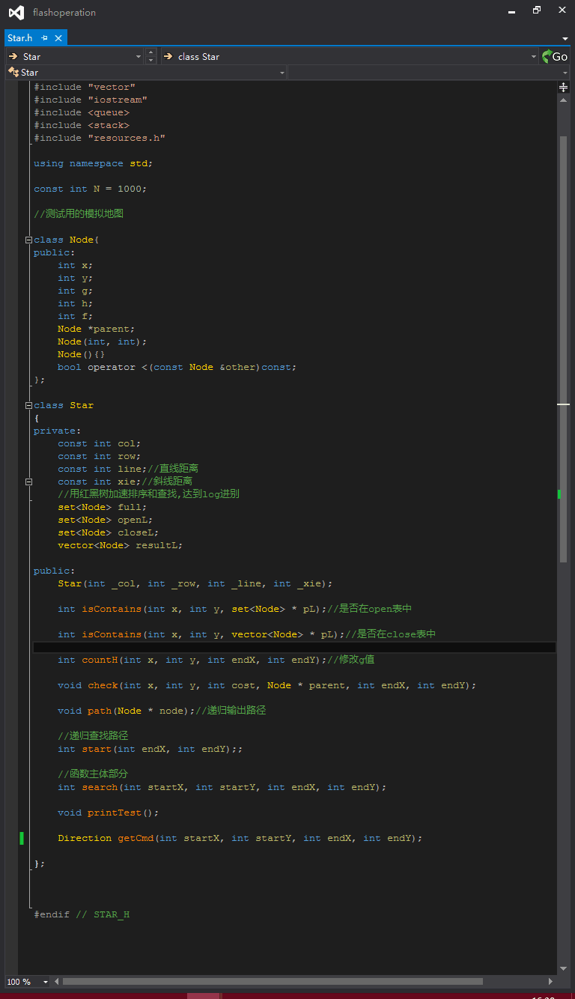 flashoperation
Star.h
Star
class Star
Go
Star
#include "vector"
#include "iostream"
#include <queue>
#include <stack>
#include "resources.h"
using namespace std;
const int N = 1000;
//测试用的模拟地图
class Node{
public:
int x;
int y;
int g;
int h;
int f;
Node *parent;
Node(int, int);
Node(){}
bool operator <(const Node &other)const;
};
class Star
{
private:
const int col;
const int row;
const int line;//直线距离
const int xie;//斜线距离
//用红黑树加速排序和查找,达到log进别
set<Node> full;
set<Node> openL;
set<Node> closeL;
vector<Node> resultL;
public:
Star(int _col, int _row, int _line, int _xie);
int isContains(int x, int y, set<Node> * pL);//是否在open表中
int isContains(int x, int y, vector<Node> * pL);//是否在close表中
int countH(int x, int y, int endX, int endY);//修改g值
void check(int x, int y, int cost, Node * parent, int endX, int endY);
void path(Node * node);//递归输出路径
//递归查找路径
int start(int endX, int endY);;
//函数主体部分
int search(int startX, int startY, int endX, int endY);
void printTest();
Direction getCmd(int startX, int startY, int endX, int endY);
};
#endif // STAR_H
100 %